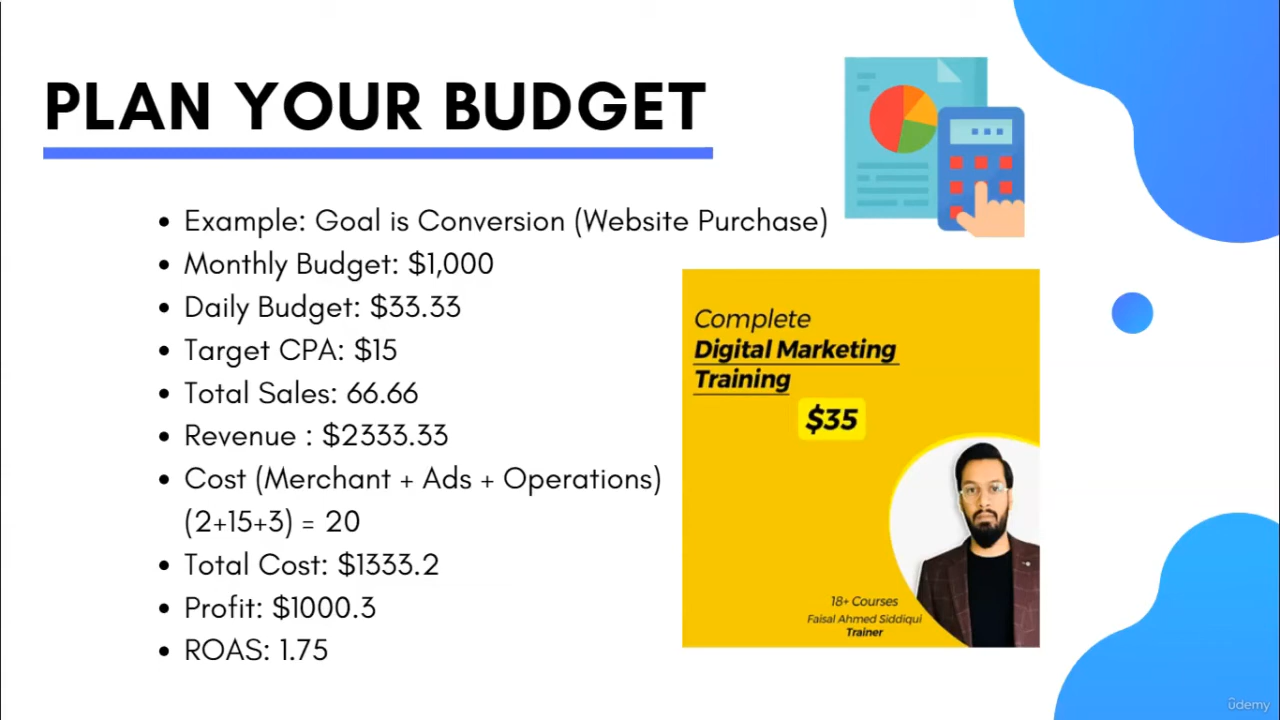 PLAN YOUR BUDGET
• Example: Goal is Conversion (Website Purchase)
• Monthly Budget: $1,000
• Daily Budget: $33.33
• Target CPA: $15
• Total Sales: 66.66
• Revenue : $2333.33
• Cost (Merchant + Ads + Operations)
(2+15+3) = 20
• Total Cost: $1333.2
• Profit: $1000.3
• ROAS: 1.75
Complete
Digital Marketing
Training
$35
18+ Courses
Faisal Ahmed Siddiqui
Trainer
ûdemy